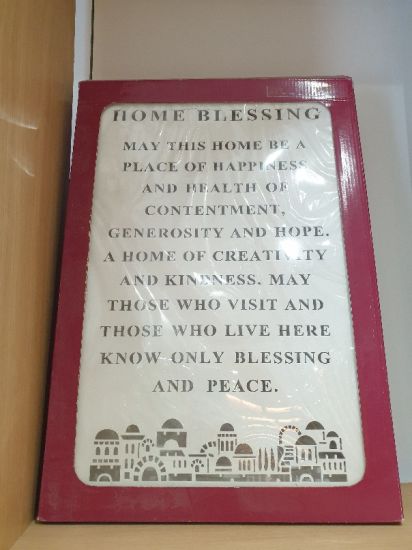 HOME BLESSING
MAY THIS HOME BE A
PLACE OF HAPPINESS
AND HEALTH OF
CONTENTMENT,
GENEROSITY AND HOPE.
A HOME OF CREATIVITY
AND KINDNESS. MAY
THOSE WHO VISIT AND
THOSE WHO LIVE HERE
KNOW ONLY BLESSING
AND PEACE.